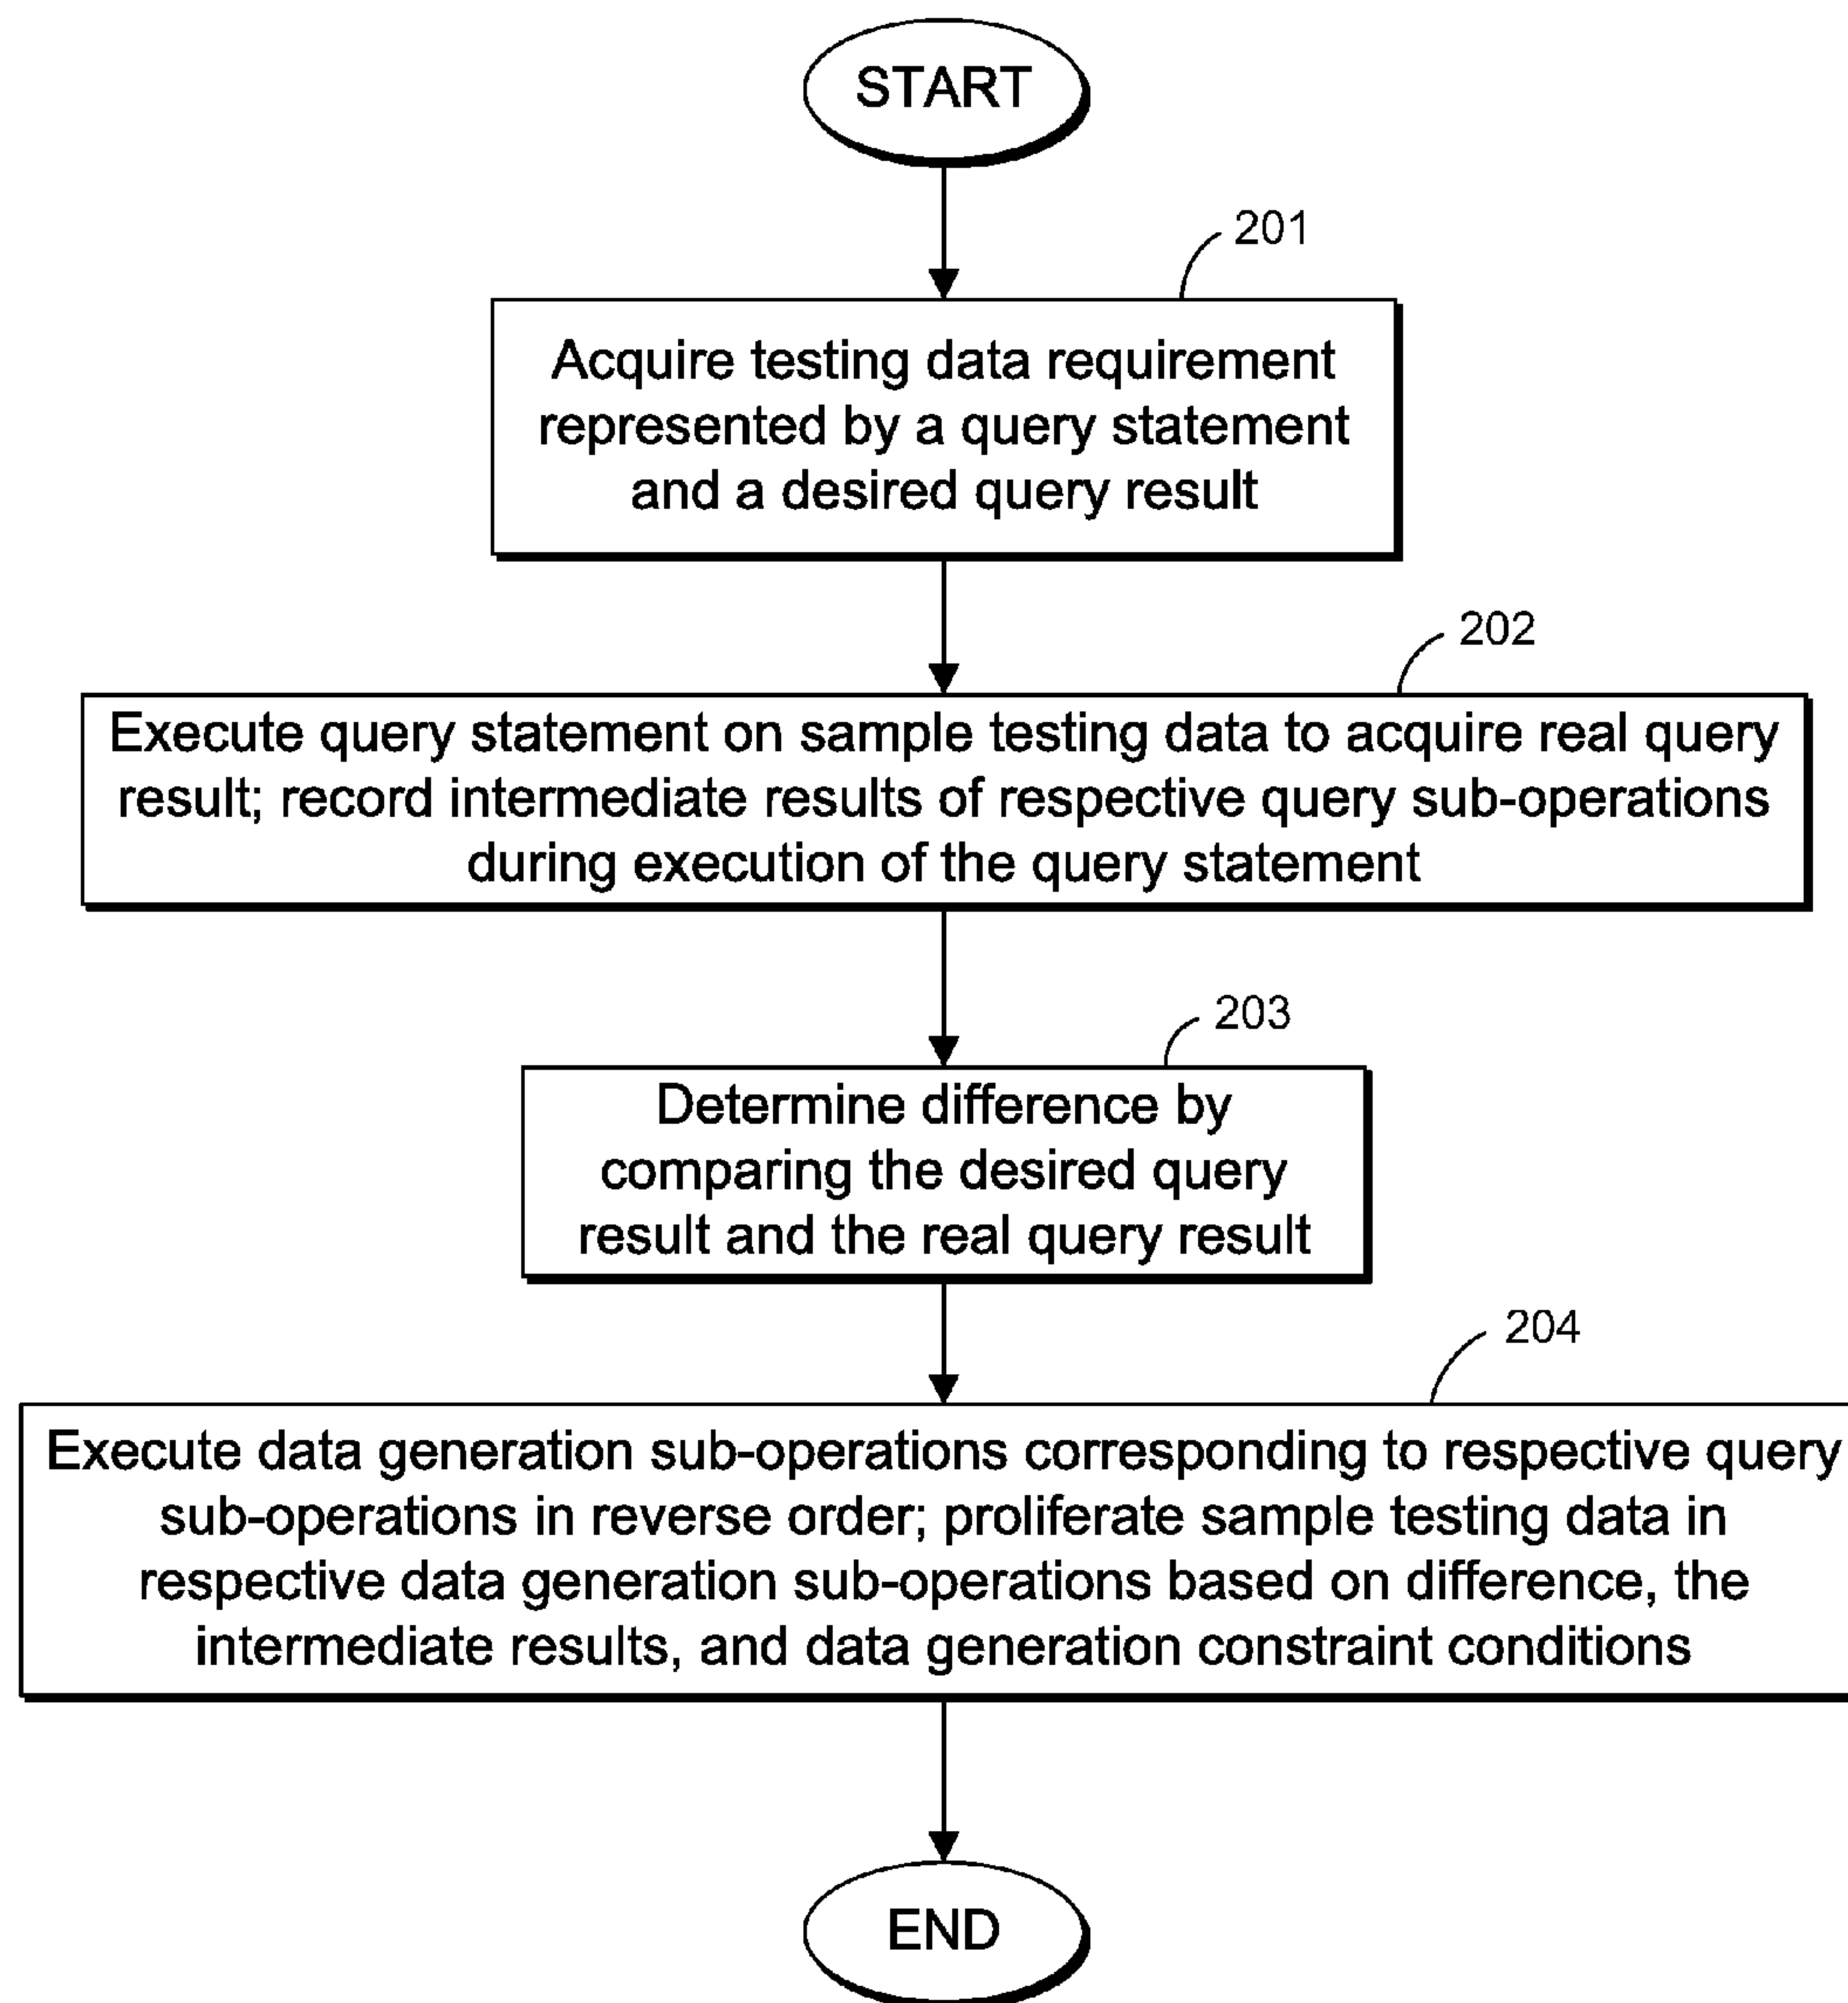 START
201
Acquire testing data requirement
represented by a query statement
and a desired query result
202
Execute query statement on sample testing data to acquire real query
result; record intermediate results of respective query sub-operations
during execution of the query statement
203
Determine difference by
comparing the desired query
result and the real query result
204
Execute data generation sub-operations corresponding to respective query
sub-operations in reverse order; proliferate sample testing data in
respective data generation sub-operations based on difference, the
intermediate results, and data generation constraint conditions
END